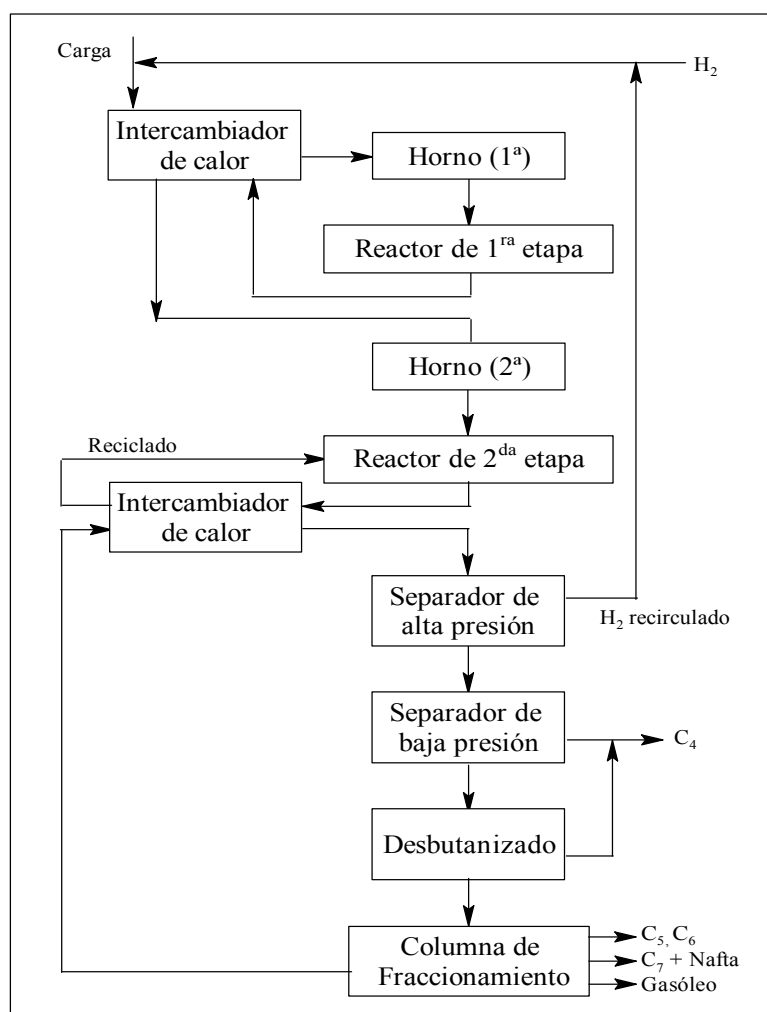 Carga
H₂
Intercambiador
de calor
Horno (1ª)
Reactor de 1ʳᵃ etapa
Horno (2ª)
Reciclado
Reactor de 2ᵈᵃ etapa
Intercambiador
de calor
Separador de
alta presión
H₂ recirculado
Separador de
baja presión
C₄
Desbutanizado
Columna de
Fraccionamiento
C₅, C₆
C₇ + Nafta
Gasóleo